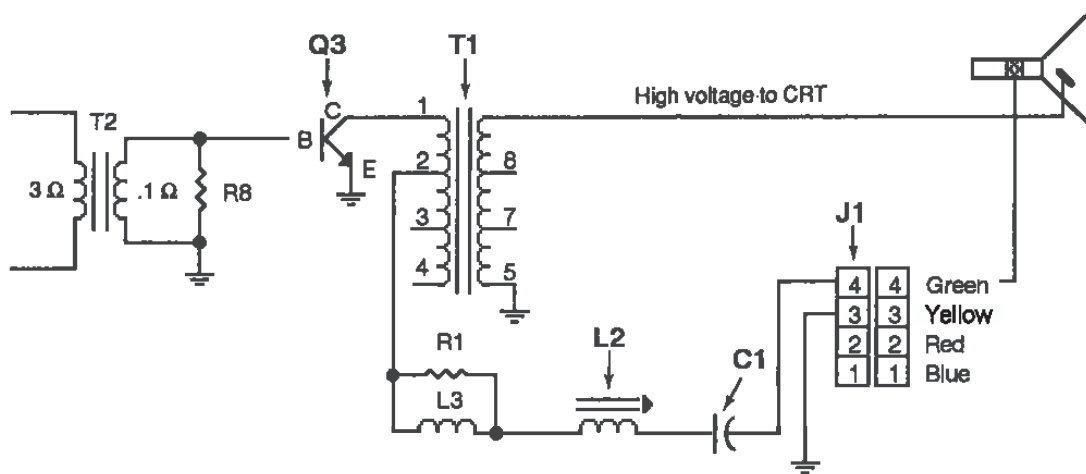 Q3
T1
High voltage to CRT
T2
3 Ω
.1 Ω
R8
B
C
E
1
2
3
4
8
7
5
J1
4 4 Green
3 3 Yellow
2 2 Red
1 1 Blue
R1
L3
L2
C1